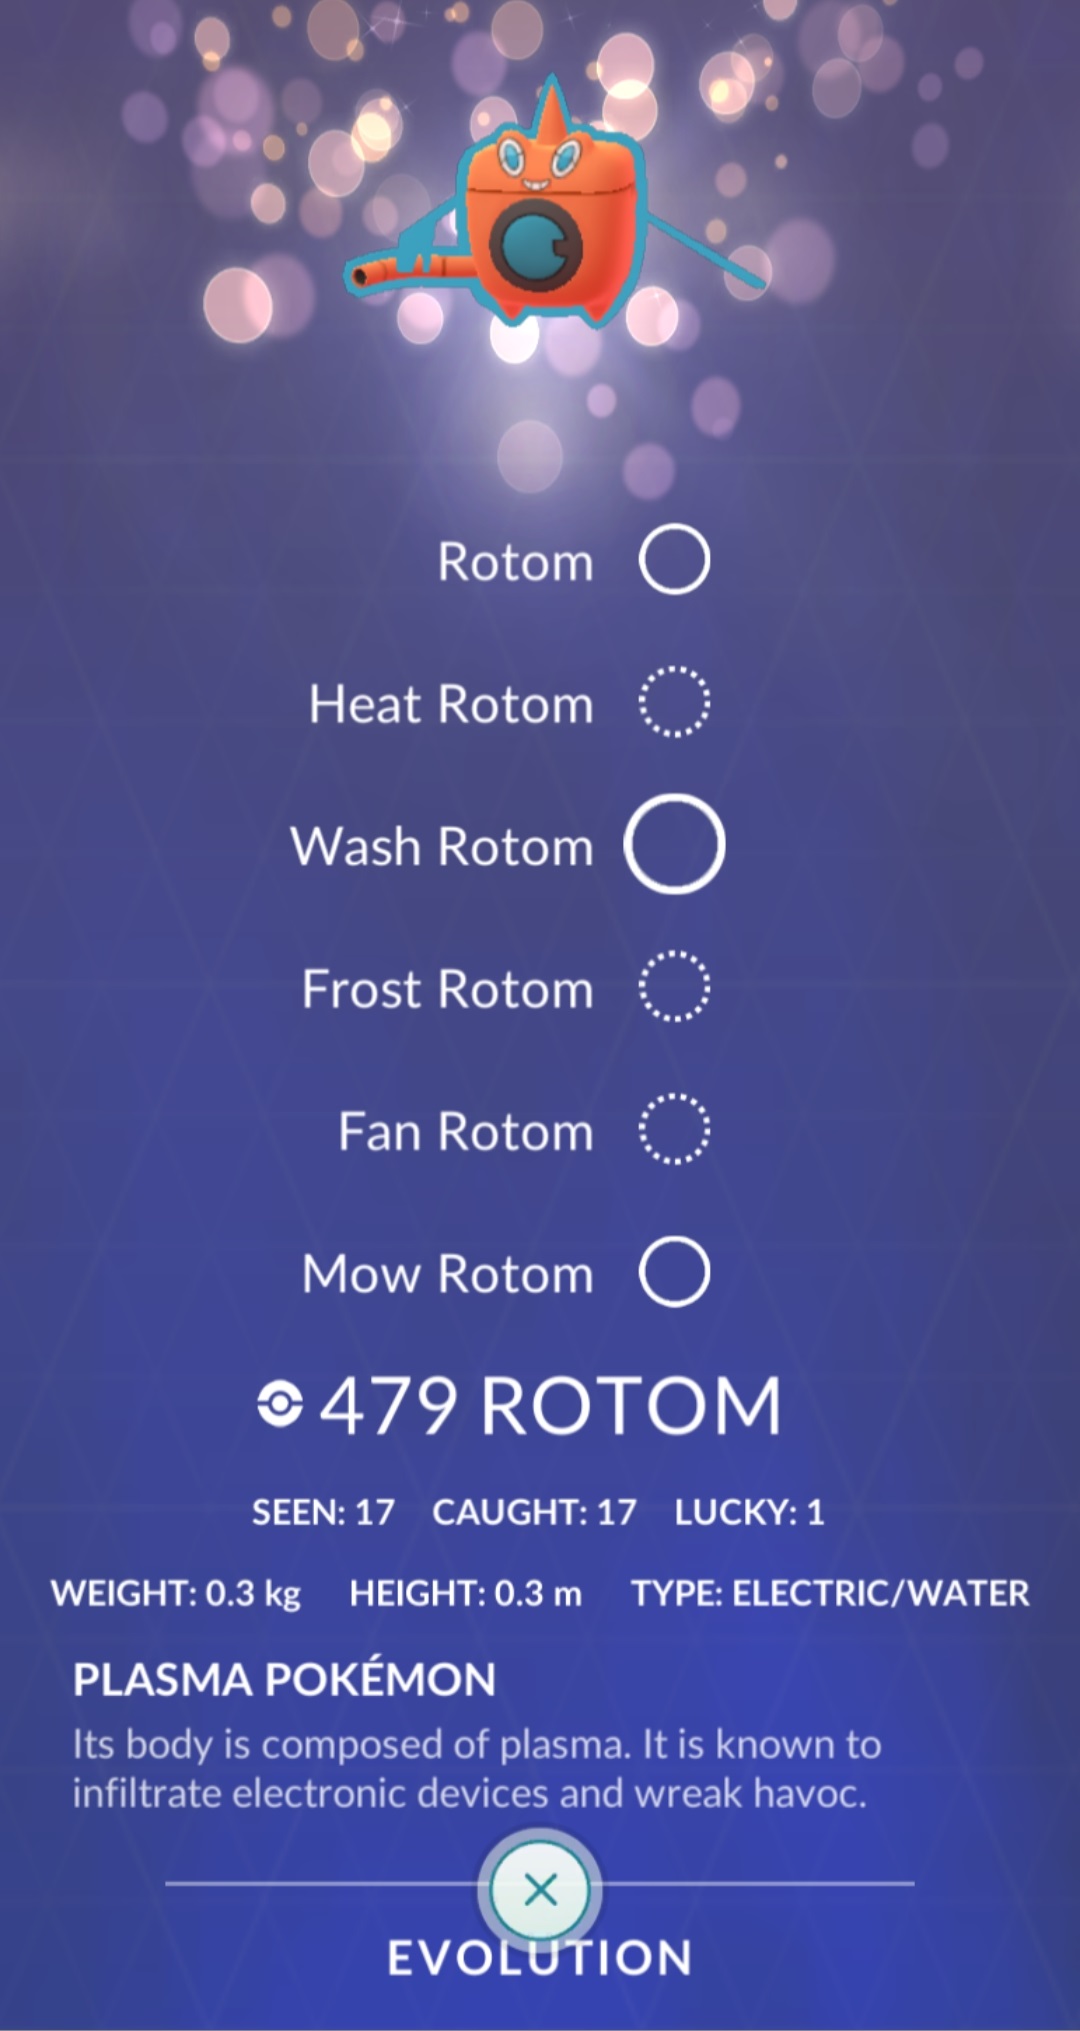 Rotom
Heat Rotom
Wash Rotom
Frost Rotom
Fan Rotom
Mow Rotom
479 ROTOM
SEEN: 17 CAUGHT: 17 LUCKY: 1
WEIGHT: 0.3 kg HEIGHT: 0.3 m TYPE: ELECTRIC/WATER
PLASMA POKÉMON
Its body is composed of plasma. It is known to
infiltrate electronic devices and wreak havoc.
EVOLUTION